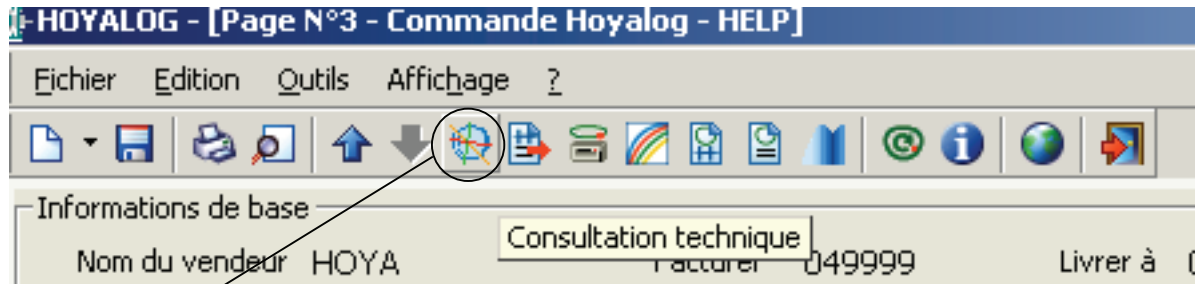 HOYALOG - [Page N°3 - Commande Hoyalog - HELP]
Fichier Edition Outils Affichage ?
Informations de base
Consultation technique
Nom du vendeur HOYA Facturer 049999 Livrer à